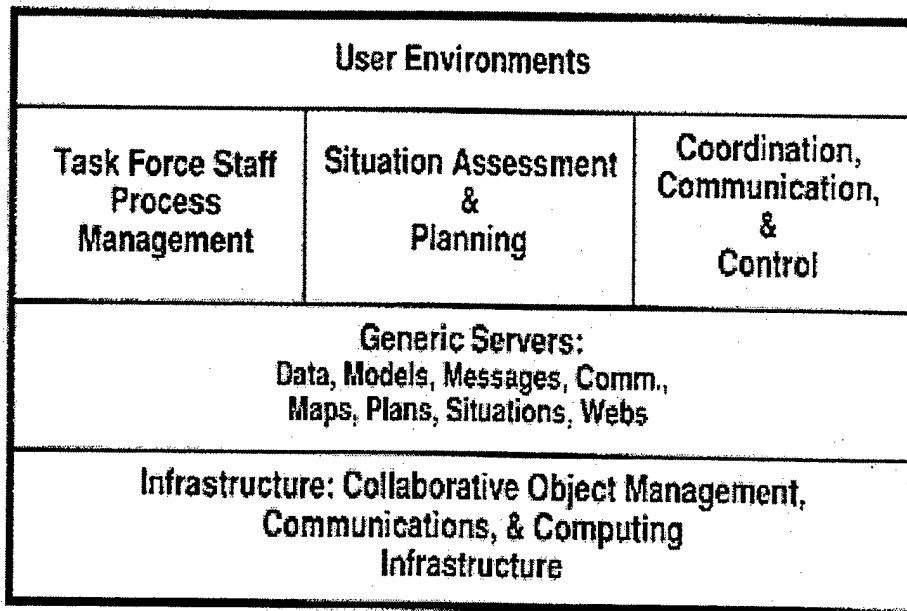 User Environments
Task Force Staff
Process
Management
Situation Assessment
&
Planning
Coordination,
Communication,
&
Control
Generic Servers:
Data, Models, Messages, Comm.,
Maps, Plans, Situations, Webs
Infrastructure: Collaborative Object Management,
Communications, & Computing
Infrastructure